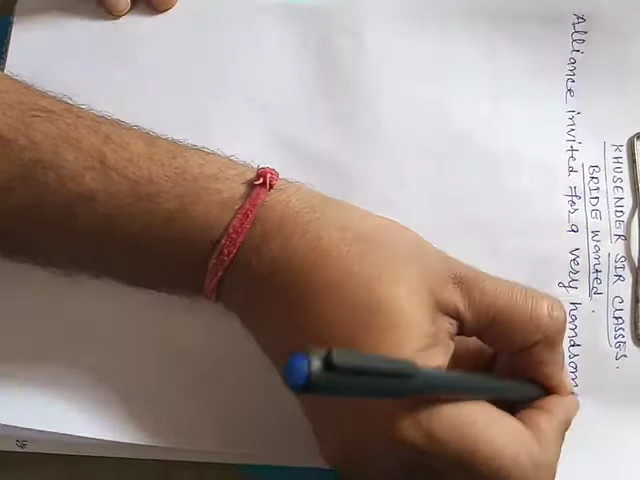 KHUSENDER SIR CLASSES.
BRIDE Wanted.
Alliance invited for a very handsom